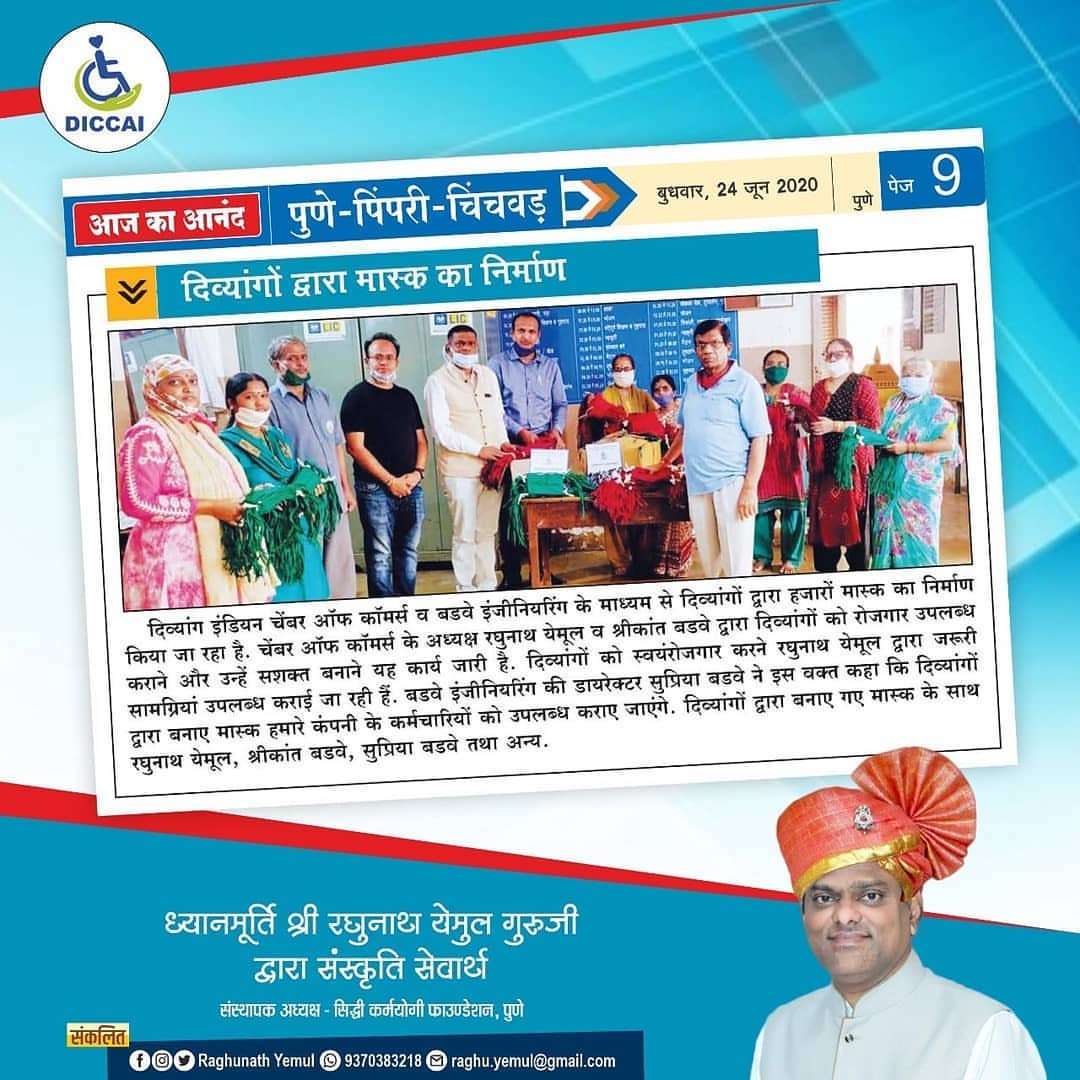 DICCAI
आज का आनंद पुणे-पिंपरी-चिंचवड़ बुधवार, 24 जून 2020 पुणे पेज 9
दिव्यांगों द्वारा मास्क का निर्माण
दिव्यांग इंडियन चेंबर ऑफ कॉमर्स व बडवे इंजीनियरिंग के माध्यम से दिव्यांगों द्वारा हजारों मास्क का निर्माण
किया जा रहा है. चेंबर ऑफ कॉमर्स के अध्यक्ष रघुनाथ येमूल व श्रीकांत बडवे द्वारा दिव्यांगों को रोजगार उपलब्ध
कराने और उन्हें सशक्त बनाने यह कार्य जारी है. दिव्यांगों को स्वयंरोजगार करने रघुनाथ येमूल द्वारा जरूरी
सामग्रियां उपलब्ध कराई जा रही हैं. बडवे इंजीनियरिंग की डायरेक्टर सुप्रिया बडवे ने इस वक्त कहा कि दिव्यांगों
द्वारा बनाए मास्क हमारे कंपनी के कर्मचारियों को उपलब्ध कराए जाएंगे. दिव्यांगों द्वारा बनाए गए मास्क के साथ
रघुनाथ येमूल, श्रीकांत बडवे, सुप्रिया बडवे तथा अन्य.
ध्यानमूर्ति श्री रघुनाथ येमुल गुरुजी
द्वारा संस्कृति सेवार्थ
संस्थापक अध्यक्ष - सिद्धी कर्मयोगी फाउण्डेशन, पुणे
संकलित
Raghunath Yemul 9370383218 raghu.yemul@gmail.com